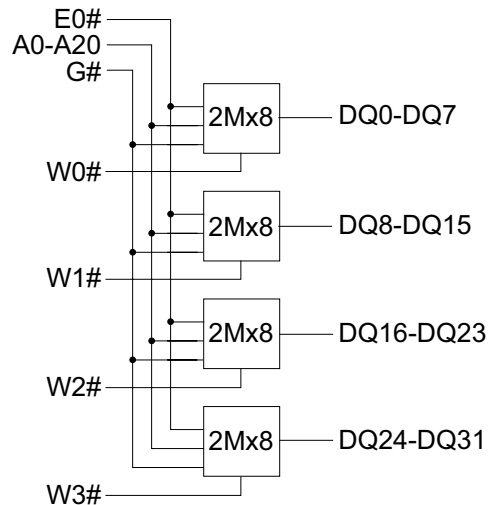 E0#
A0-A20
G#
2Mx8 DQ0-DQ7
W0#
2Mx8 DQ8-DQ15
W1#
2Mx8 DQ16-DQ23
W2#
2Mx8 DQ24-DQ31
W3#